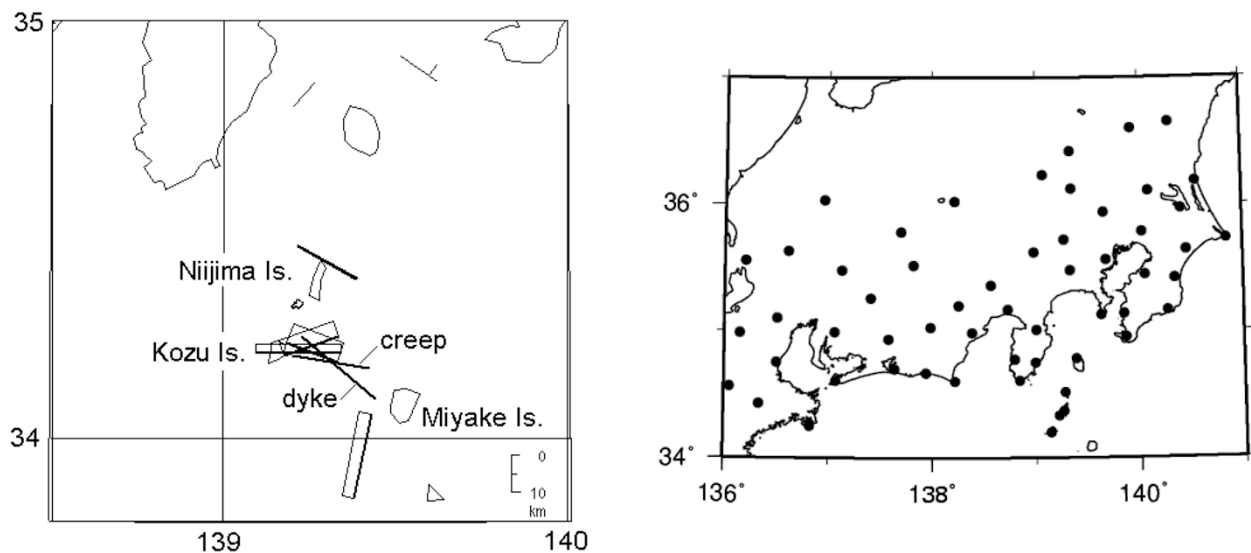 35
Niijima Is.
Kozu Is.
creep
dyke
Miyake Is.
34
0
10
km
139
140
36°
34°
136°
138°
140°